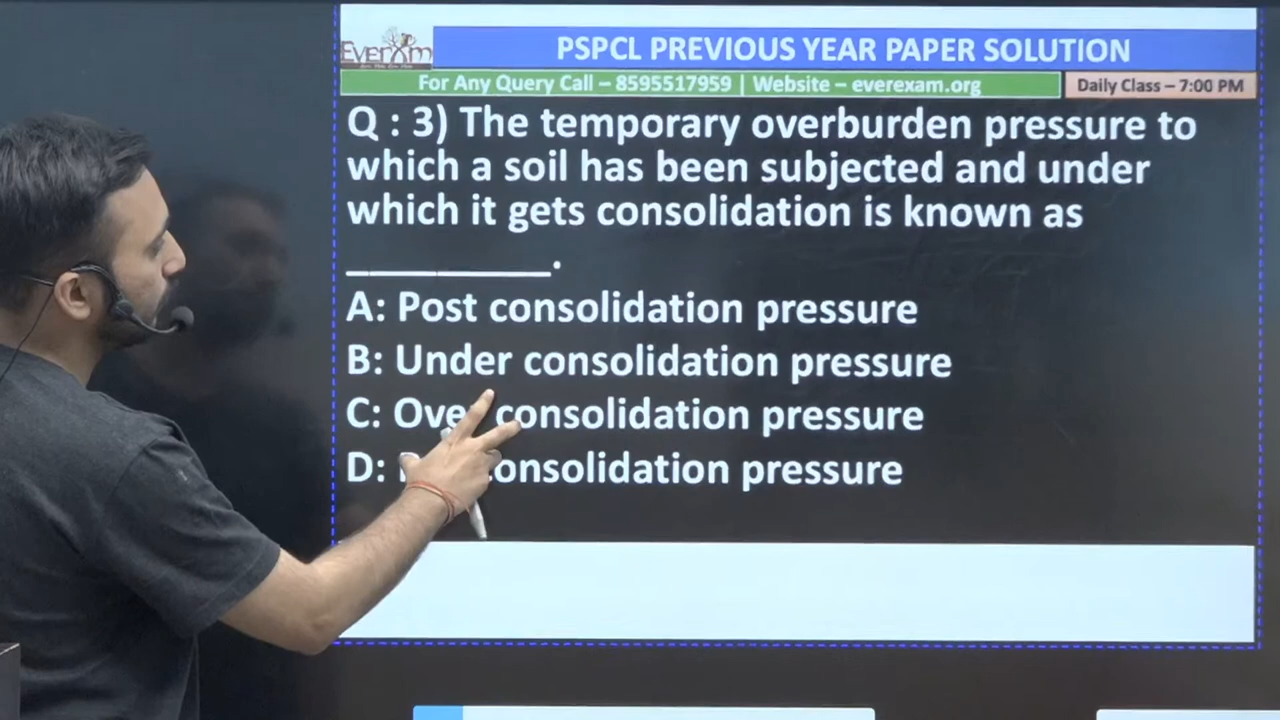 EverExam
PSPCL PREVIOUS YEAR PAPER SOLUTION
For Any Query Call – 8595517959 | Website – everexam.org
Daily Class – 7:00 PM
Q : 3) The temporary overburden pressure to
which a soil has been subjected and under
which it gets consolidation is known as
__________.
A: Post consolidation pressure
B: Under consolidation pressure
C: Over consolidation pressure
D: consolidation pressure